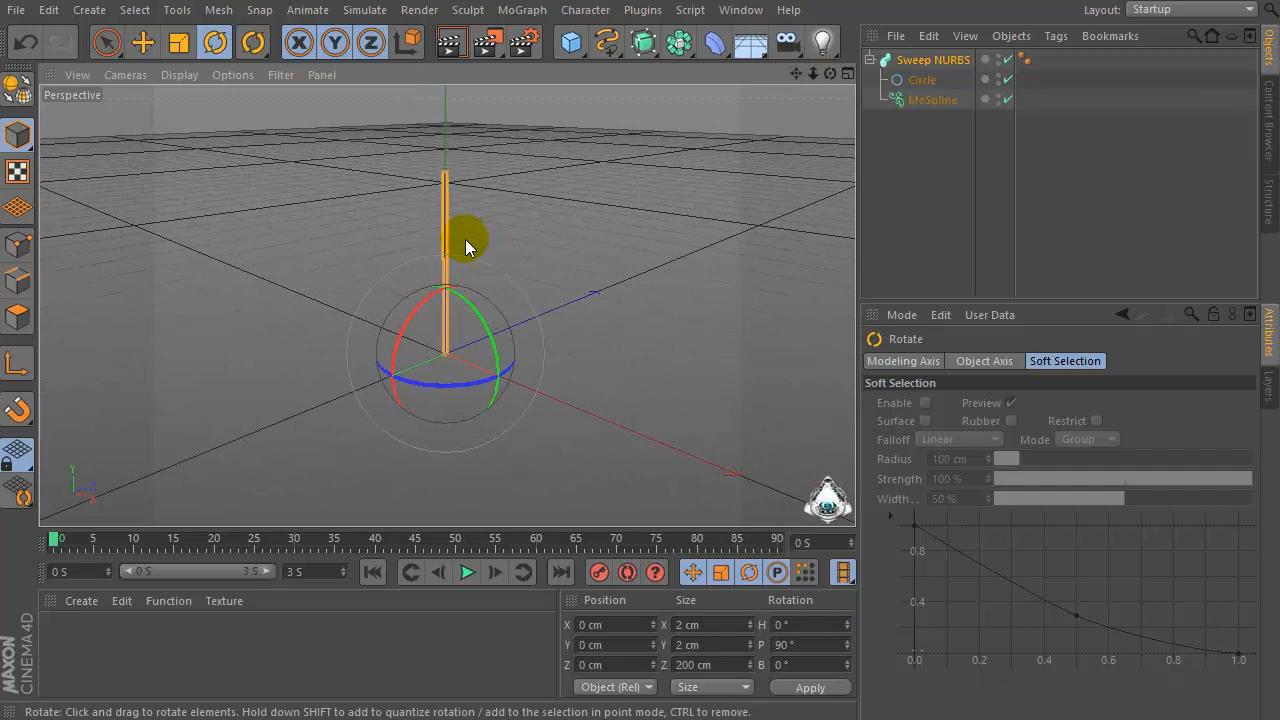 File Edit Create Select Tools Mesh Snap Animate Simulate Render Sculpt MoGraph Character Plugins Script Window Help Layout: Startup
X Y Z
File Edit View Objects Tags Bookmarks
View Cameras Display Options Filter Panel
Perspective
Sweep NURBS
Circle
MoSpline
Objects
Content Browser
Structure
Mode Edit User Data
Rotate
Modeling Axis Object Axis Soft Selection
Soft Selection
Enable Preview
Surface Rubber Restrict
Falloff Linear Mode Group
Radius 100 cm
Strength 100 %
Width.. 50 %
Attributes
Layers
0.8
0.4
0.0 0.2 0.4 0.6 0.8 1.0
Y
Z
X
0 5 10 15 20 25 30 35 40 45 50 55 60 65 70 75 80 85 90 0 S
0 S 0 S 3 S 3 S
P
Create Edit Function Texture
Position Size Rotation
X 0 cm X 2 cm H 0 °
Y 0 cm Y 2 cm P 90 °
Z 0 cm Z 200 cm B 0 °
Object (Rel) Size Apply
MAXON
CINEMA 4D
Rotate: Click and drag to rotate elements. Hold down SHIFT to add to quantize rotation / add to the selection in point mode, CTRL to remove.